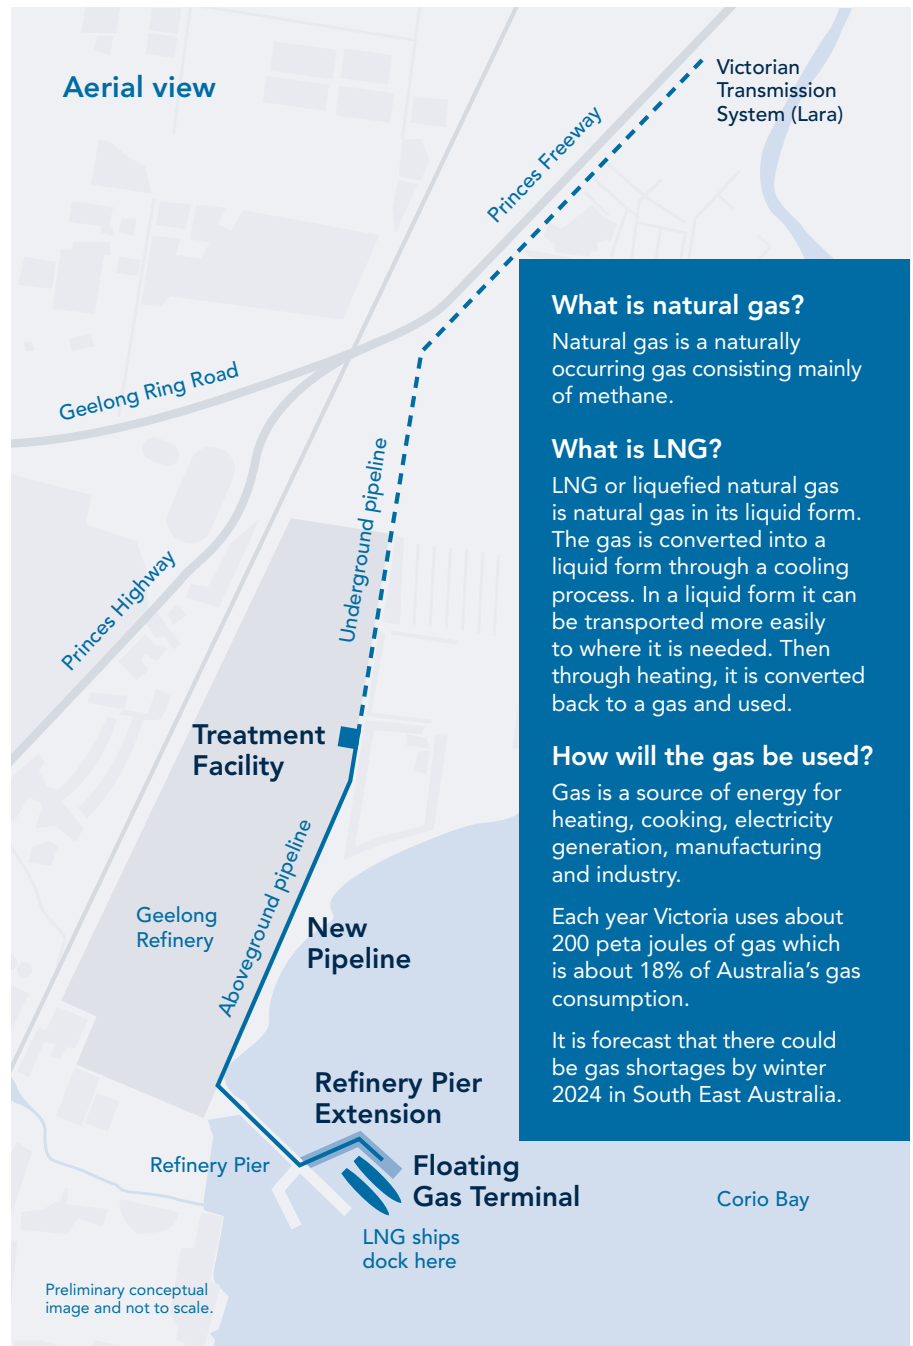 Aerial view
Victorian
Transmission
System (Lara)
Princes Freeway
Geelong Ring Road
Underground pipeline
Princes Highway
Treatment
Facility
Aboveground pipeline
Geelong
Refinery
New
Pipeline
Refinery Pier
Extension
Refinery Pier
Floating
Gas Terminal
LNG ships
dock here
Corio Bay
Preliminary conceptual
image and not to scale.
What is natural gas?
Natural gas is a naturally
occurring gas consisting mainly
of methane.
What is LNG?
LNG or liquefied natural gas
is natural gas in its liquid form.
The gas is converted into a
liquid form through a cooling
process. In a liquid form it can
be transported more easily
to where it is needed. Then
through heating, it is converted
back to a gas and used.
How will the gas be used?
Gas is a source of energy for
heating, cooking, electricity
generation, manufacturing
and industry.
Each year Victoria uses about
200 peta joules of gas which
is about 18% of Australia’s gas
consumption.
It is forecast that there could
be gas shortages by winter
2024 in South East Australia.